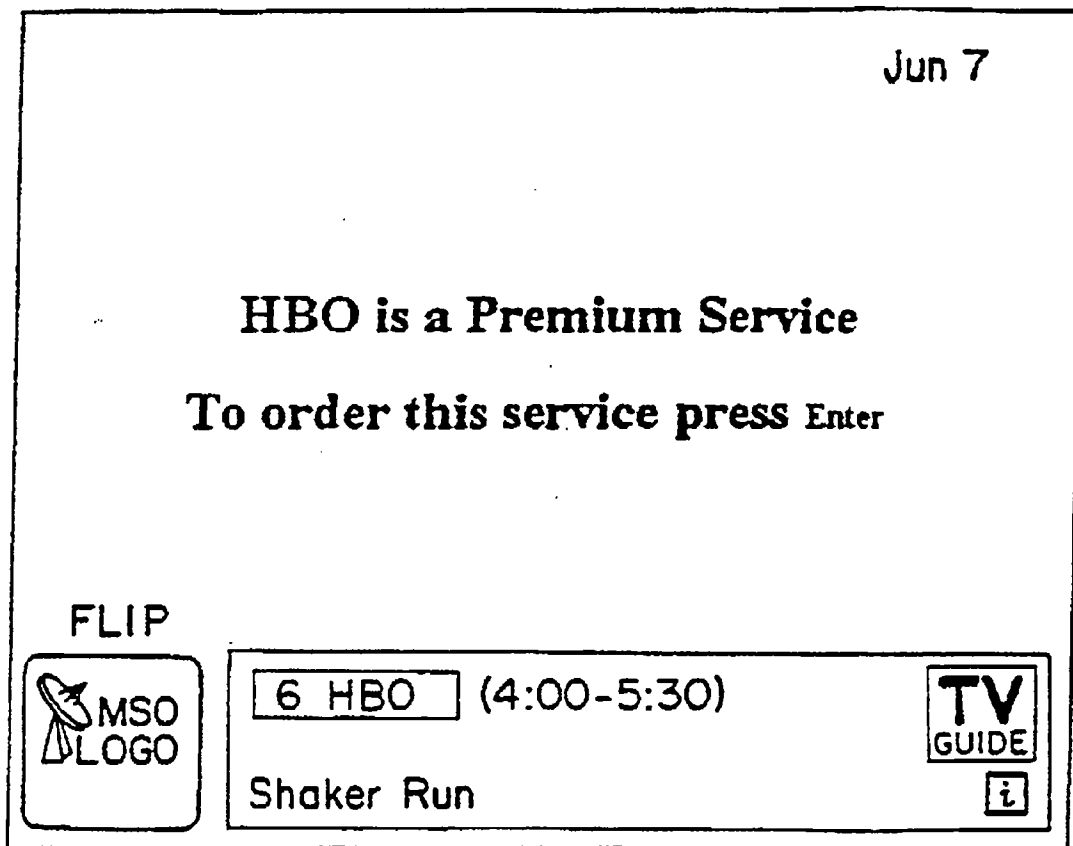 Jun 7
HBO is a Premium Service
To order this service press Enter
FLIP
MSO
LOGO
6 HBO (4:00-5:30)
TV
GUIDE
Shaker Run
i